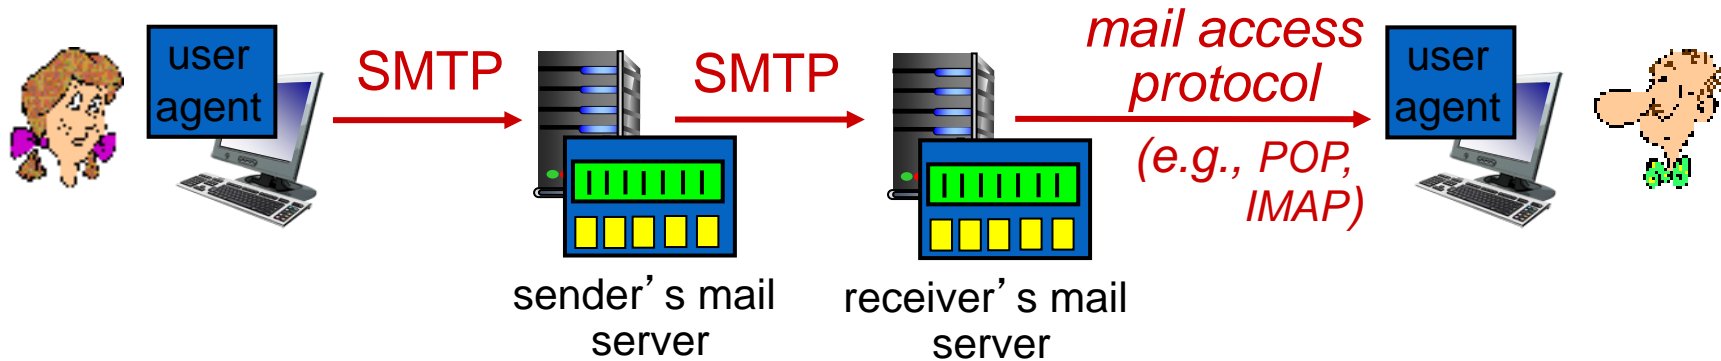 user
agent
SMTP
sender’s mail
server
SMTP
receiver’s mail
server
mail access
protocol
(e.g., POP,
IMAP)
user
agent